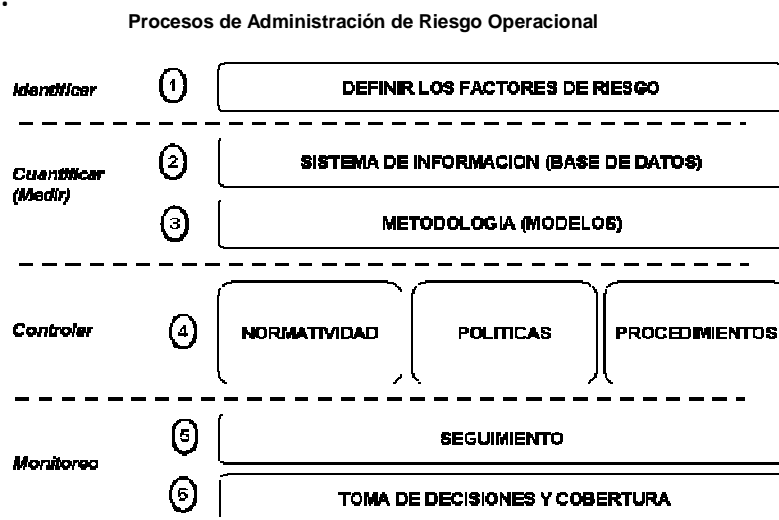 Procesos de Administración de Riesgo Operacional
Identificar 1 DEFINIR LOS FACTORES DE RIESGO
Cuantificar
(Medir)
2 SISTEMA DE INFORMACION (BASE DE DATOS)
3 METODOLOGIA (MODELOS)
Controlar 4 NORMATIVIDAD POLITICAS PROCEDIMIENTOS
Monitoreo
5 SEGUIMIENTO
6 TOMA DE DECISIONES Y COBERTURA